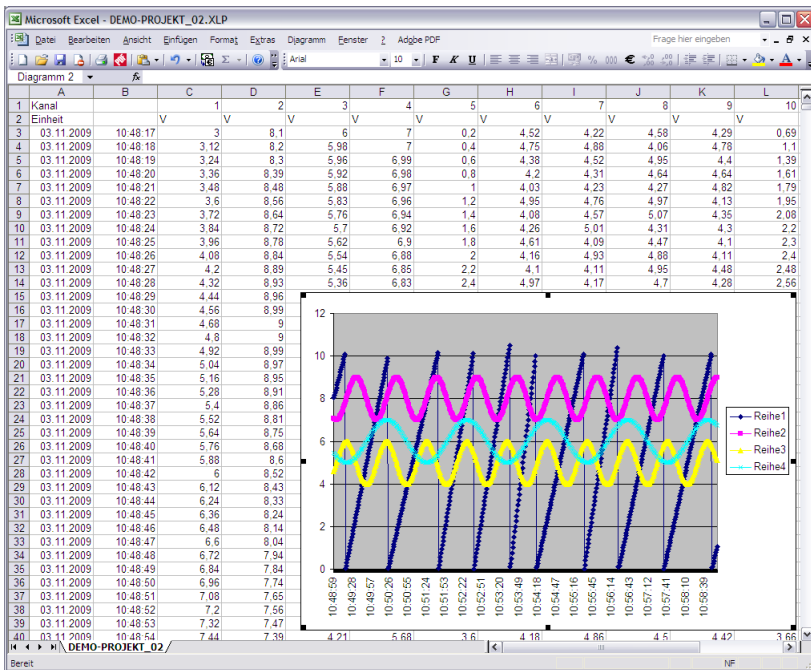 Microsoft Excel - DEMO-PROJEKT_02.XLP
Datei Bearbeiten Ansicht Einfügen Format Extras Diagramm Fenster ? Adobe PDF Frage hier eingeben
Arial 10 F K U % 000 €
Diagramm 2 fx
A B C D E F G H I J K L
1 Kanal 1 2 3 4 5 6 7 8 9 10
2 Einheit V V V V V V V V V V
3 03.11.2009 10:48:17 3 8,1 6 7 0,2 4,52 4,22 4,58 4,29 0,69
4 03.11.2009 10:48:18 3,12 8,2 5,98 7 0,4 4,75 4,88 4,06 4,78 1,1
5 03.11.2009 10:48:19 3,24 8,3 5,96 6,99 0,6 4,38 4,52 4,95 4,4 1,39
6 03.11.2009 10:48:20 3,36 8,39 5,92 6,98 0,8 4,2 4,31 4,64 4,64 1,61
7 03.11.2009 10:48:21 3,48 8,48 5,88 6,97 1 4,03 4,23 4,27 4,82 1,79
8 03.11.2009 10:48:22 3,6 8,56 5,83 6,96 1,2 4,95 4,76 4,97 4,13 1,95
9 03.11.2009 10:48:23 3,72 8,64 5,76 6,94 1,4 4,08 4,57 5,07 4,35 2,08
10 03.11.2009 10:48:24 3,84 8,72 5,7 6,92 1,6 4,26 5,01 4,31 4,3 2,2
11 03.11.2009 10:48:25 3,96 8,78 5,62 6,9 1,8 4,61 4,09 4,47 4,1 2,3
12 03.11.2009 10:48:26 4,08 8,84 5,54 6,88 2 4,16 4,93 4,88 4,11 2,4
13 03.11.2009 10:48:27 4,2 8,89 5,45 6,85 2,2 4,1 4,11 4,95 4,48 2,48
14 03.11.2009 10:48:28 4,32 8,93 5,36 6,83 2,4 4,97 4,17 4,7 4,28 2,56
15 03.11.2009 10:48:29 4,44 8,96
16 03.11.2009 10:48:30 4,56 8,99
17 03.11.2009 10:48:31 4,68 9
18 03.11.2009 10:48:32 4,8 9
19 03.11.2009 10:48:33 4,92 8,99
20 03.11.2009 10:48:34 5,04 8,97
21 03.11.2009 10:48:35 5,16 8,95
22 03.11.2009 10:48:36 5,28 8,91
23 03.11.2009 10:48:37 5,4 8,86
24 03.11.2009 10:48:38 5,52 8,81
25 03.11.2009 10:48:39 5,64 8,75
26 03.11.2009 10:48:40 5,76 8,68
27 03.11.2009 10:48:41 5,88 8,6
28 03.11.2009 10:48:42 6 8,52
29 03.11.2009 10:48:43 6,12 8,43
30 03.11.2009 10:48:44 6,24 8,33
31 03.11.2009 10:48:45 6,36 8,24
32 03.11.2009 10:48:46 6,48 8,14
33 03.11.2009 10:48:47 6,6 8,04
34 03.11.2009 10:48:48 6,72 7,94
35 03.11.2009 10:48:49 6,84 7,84
36 03.11.2009 10:48:50 6,96 7,74
37 03.11.2009 10:48:51 7,08 7,65
38 03.11.2009 10:48:52 7,2 7,56
39 03.11.2009 10:48:53 7,32 7,47
40 03.11.2009 10:48:54 7,44 7,39 4,21 5,68 3,6 4,18 4,86 4,5 4,42 3,66
12
10
8
6
4
2
0
10:48:59 10:49:28 10:49:57 10:50:26 10:50:55 10:51:24 10:51:53 10:52:22 10:52:51 10:53:20 10:53:49 10:54:18 10:54:47 10:55:16 10:55:45 10:56:14 10:56:43 10:57:12 10:57:41 10:58:10 10:58:39
Reihe1
Reihe2
Reihe3
Reihe4
DEMO-PROJEKT_02
Bereit NF